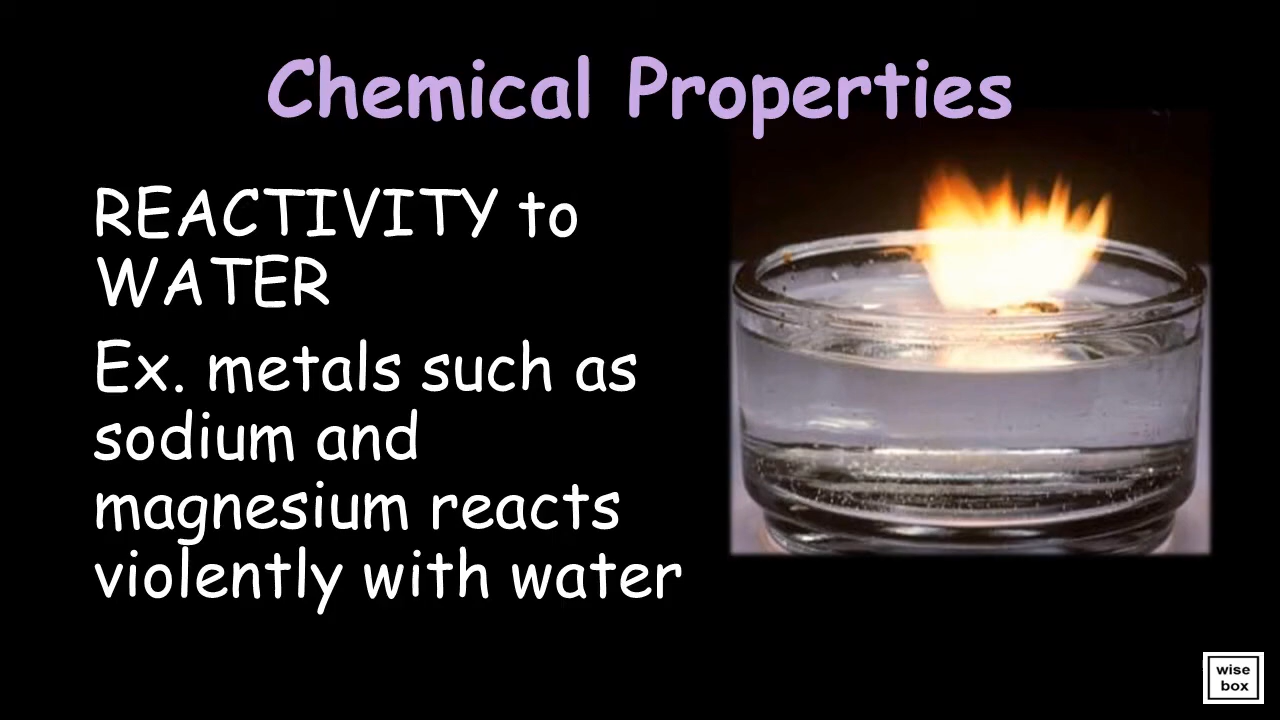 Chemical Properties
REACTIVITY to
WATER
Ex. metals such as
sodium and
magnesium reacts
violently with water
wise
box